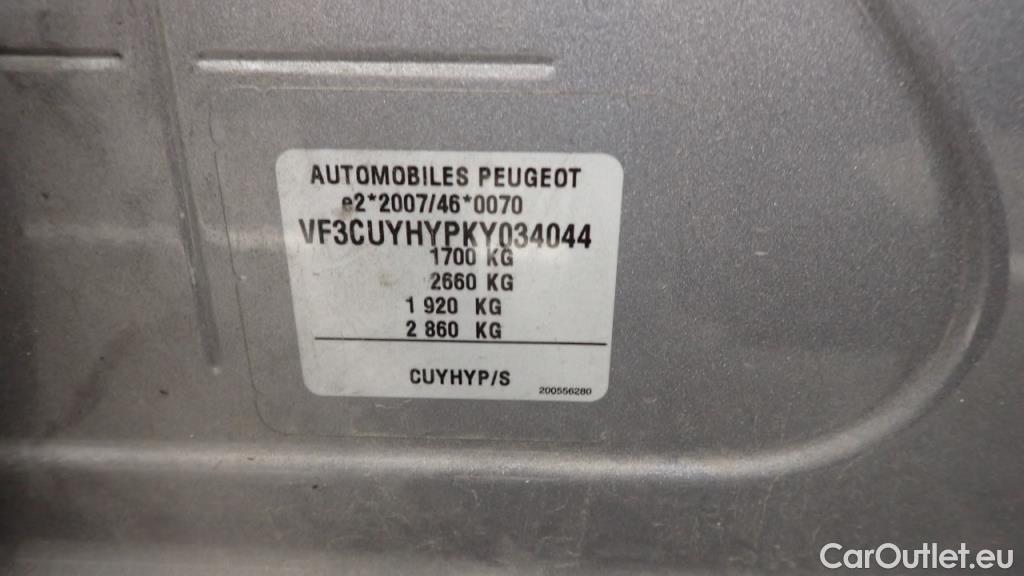 AUTOMOBILES PEUGEOT
e2*2007/46*0070
VF3CUYHYPKY034044
1700 KG
2660 KG
1 920 KG
2 860 KG
CUYHYP/S
200556280
CarOutlet.eu